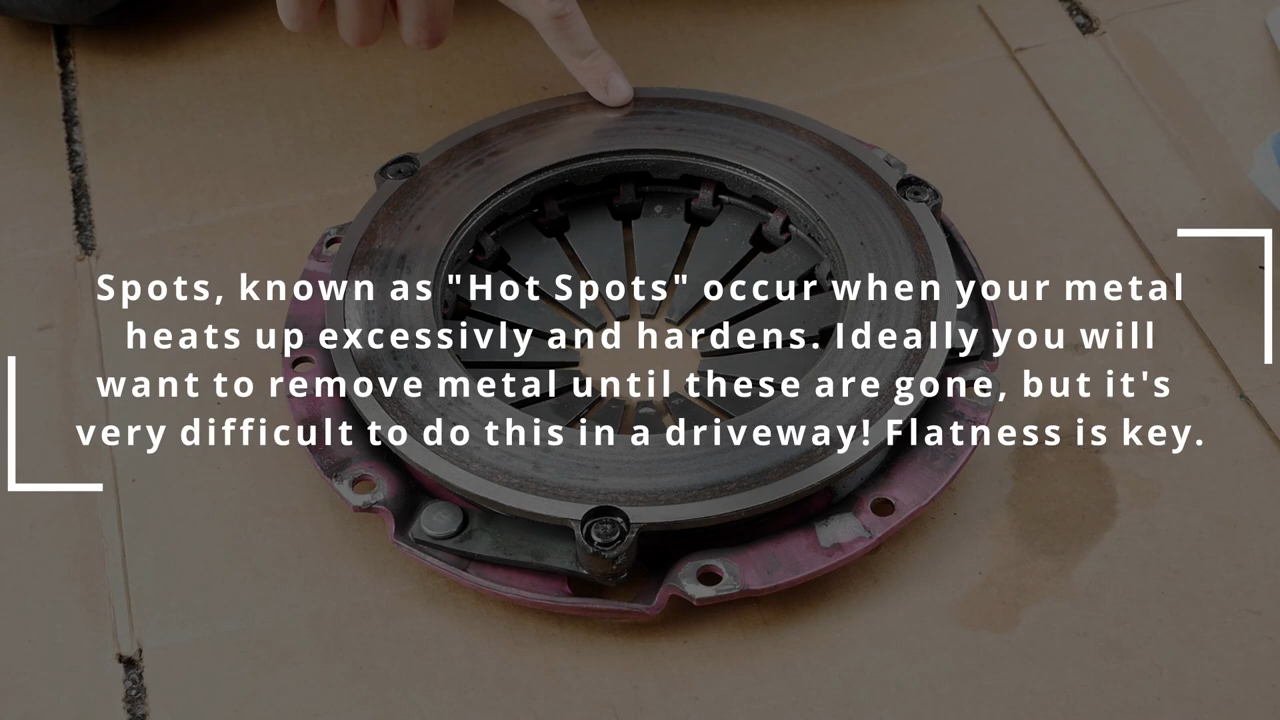 Spots, known as "Hot Spots" occur when your metal
heats up excessivly and hardens. Ideally you will
want to remove metal until these are gone, but it's
very difficult to do this in a driveway! Flatness is key.